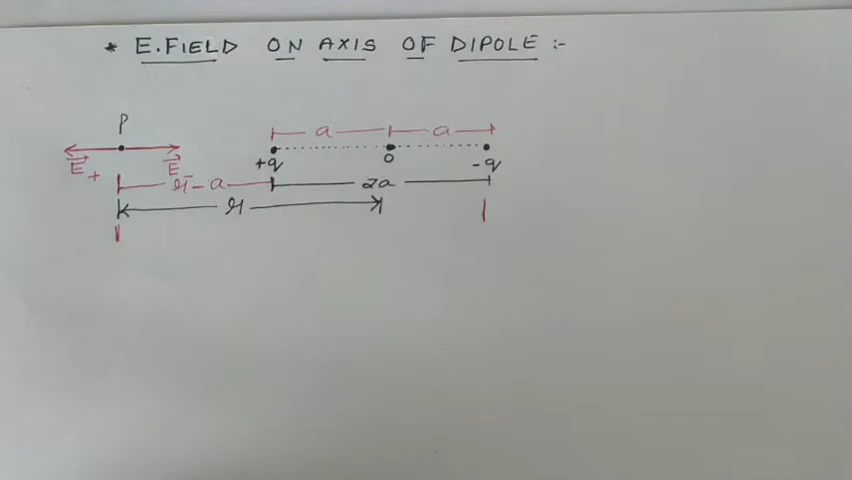 * E.FIELD ON AXIS OF DIPOLE :-
P
a a
+q O -q
E⃗₊ E⃗₋
r-a 2a
r